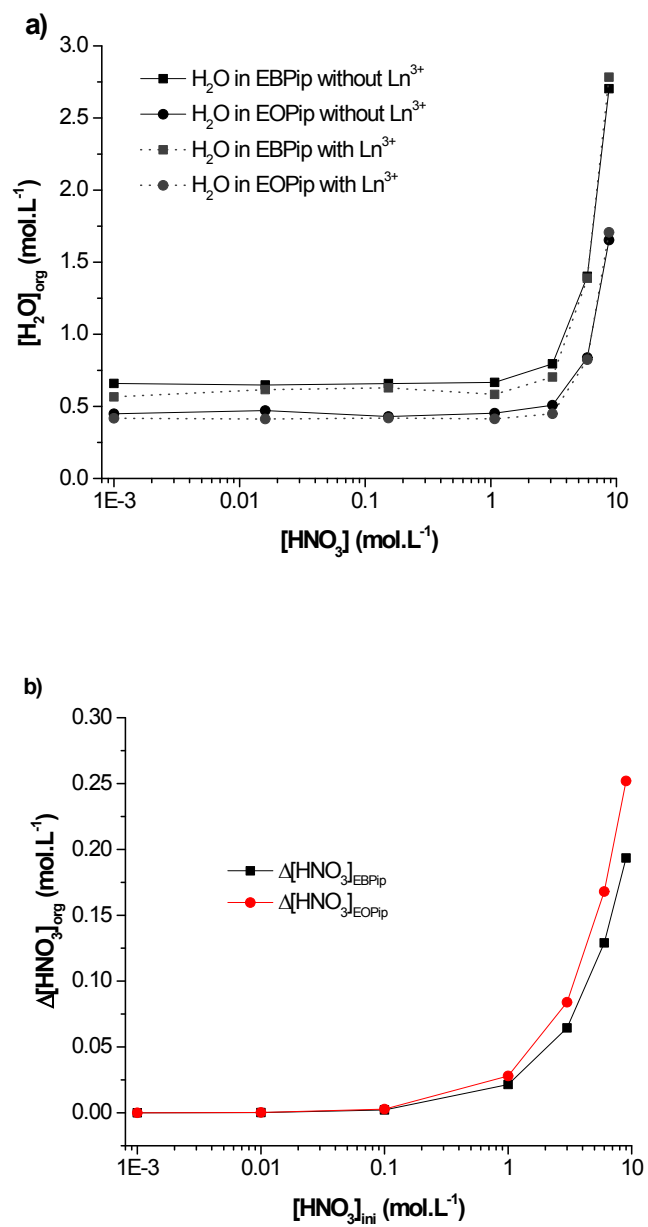 a)
3.0
2.5
2.0
1.5
1.0
0.5
0.0
[H₂O]org (mol.L⁻¹)
H₂O in EBPip without Ln³⁺
H₂O in EOPip without Ln³⁺
H₂O in EBPip with Ln³⁺
H₂O in EOPip with Ln³⁺
1E-3 0.01 0.1 1 10
[HNO₃] (mol.L⁻¹)
b)
0.30
0.25
0.20
0.15
0.10
0.05
0.00
Δ[HNO₃]org (mol.L⁻¹)
Δ[HNO₃]EBPip
Δ[HNO₃]EOPip
1E-3 0.01 0.1 1 10
[HNO₃]ini (mol.L⁻¹)